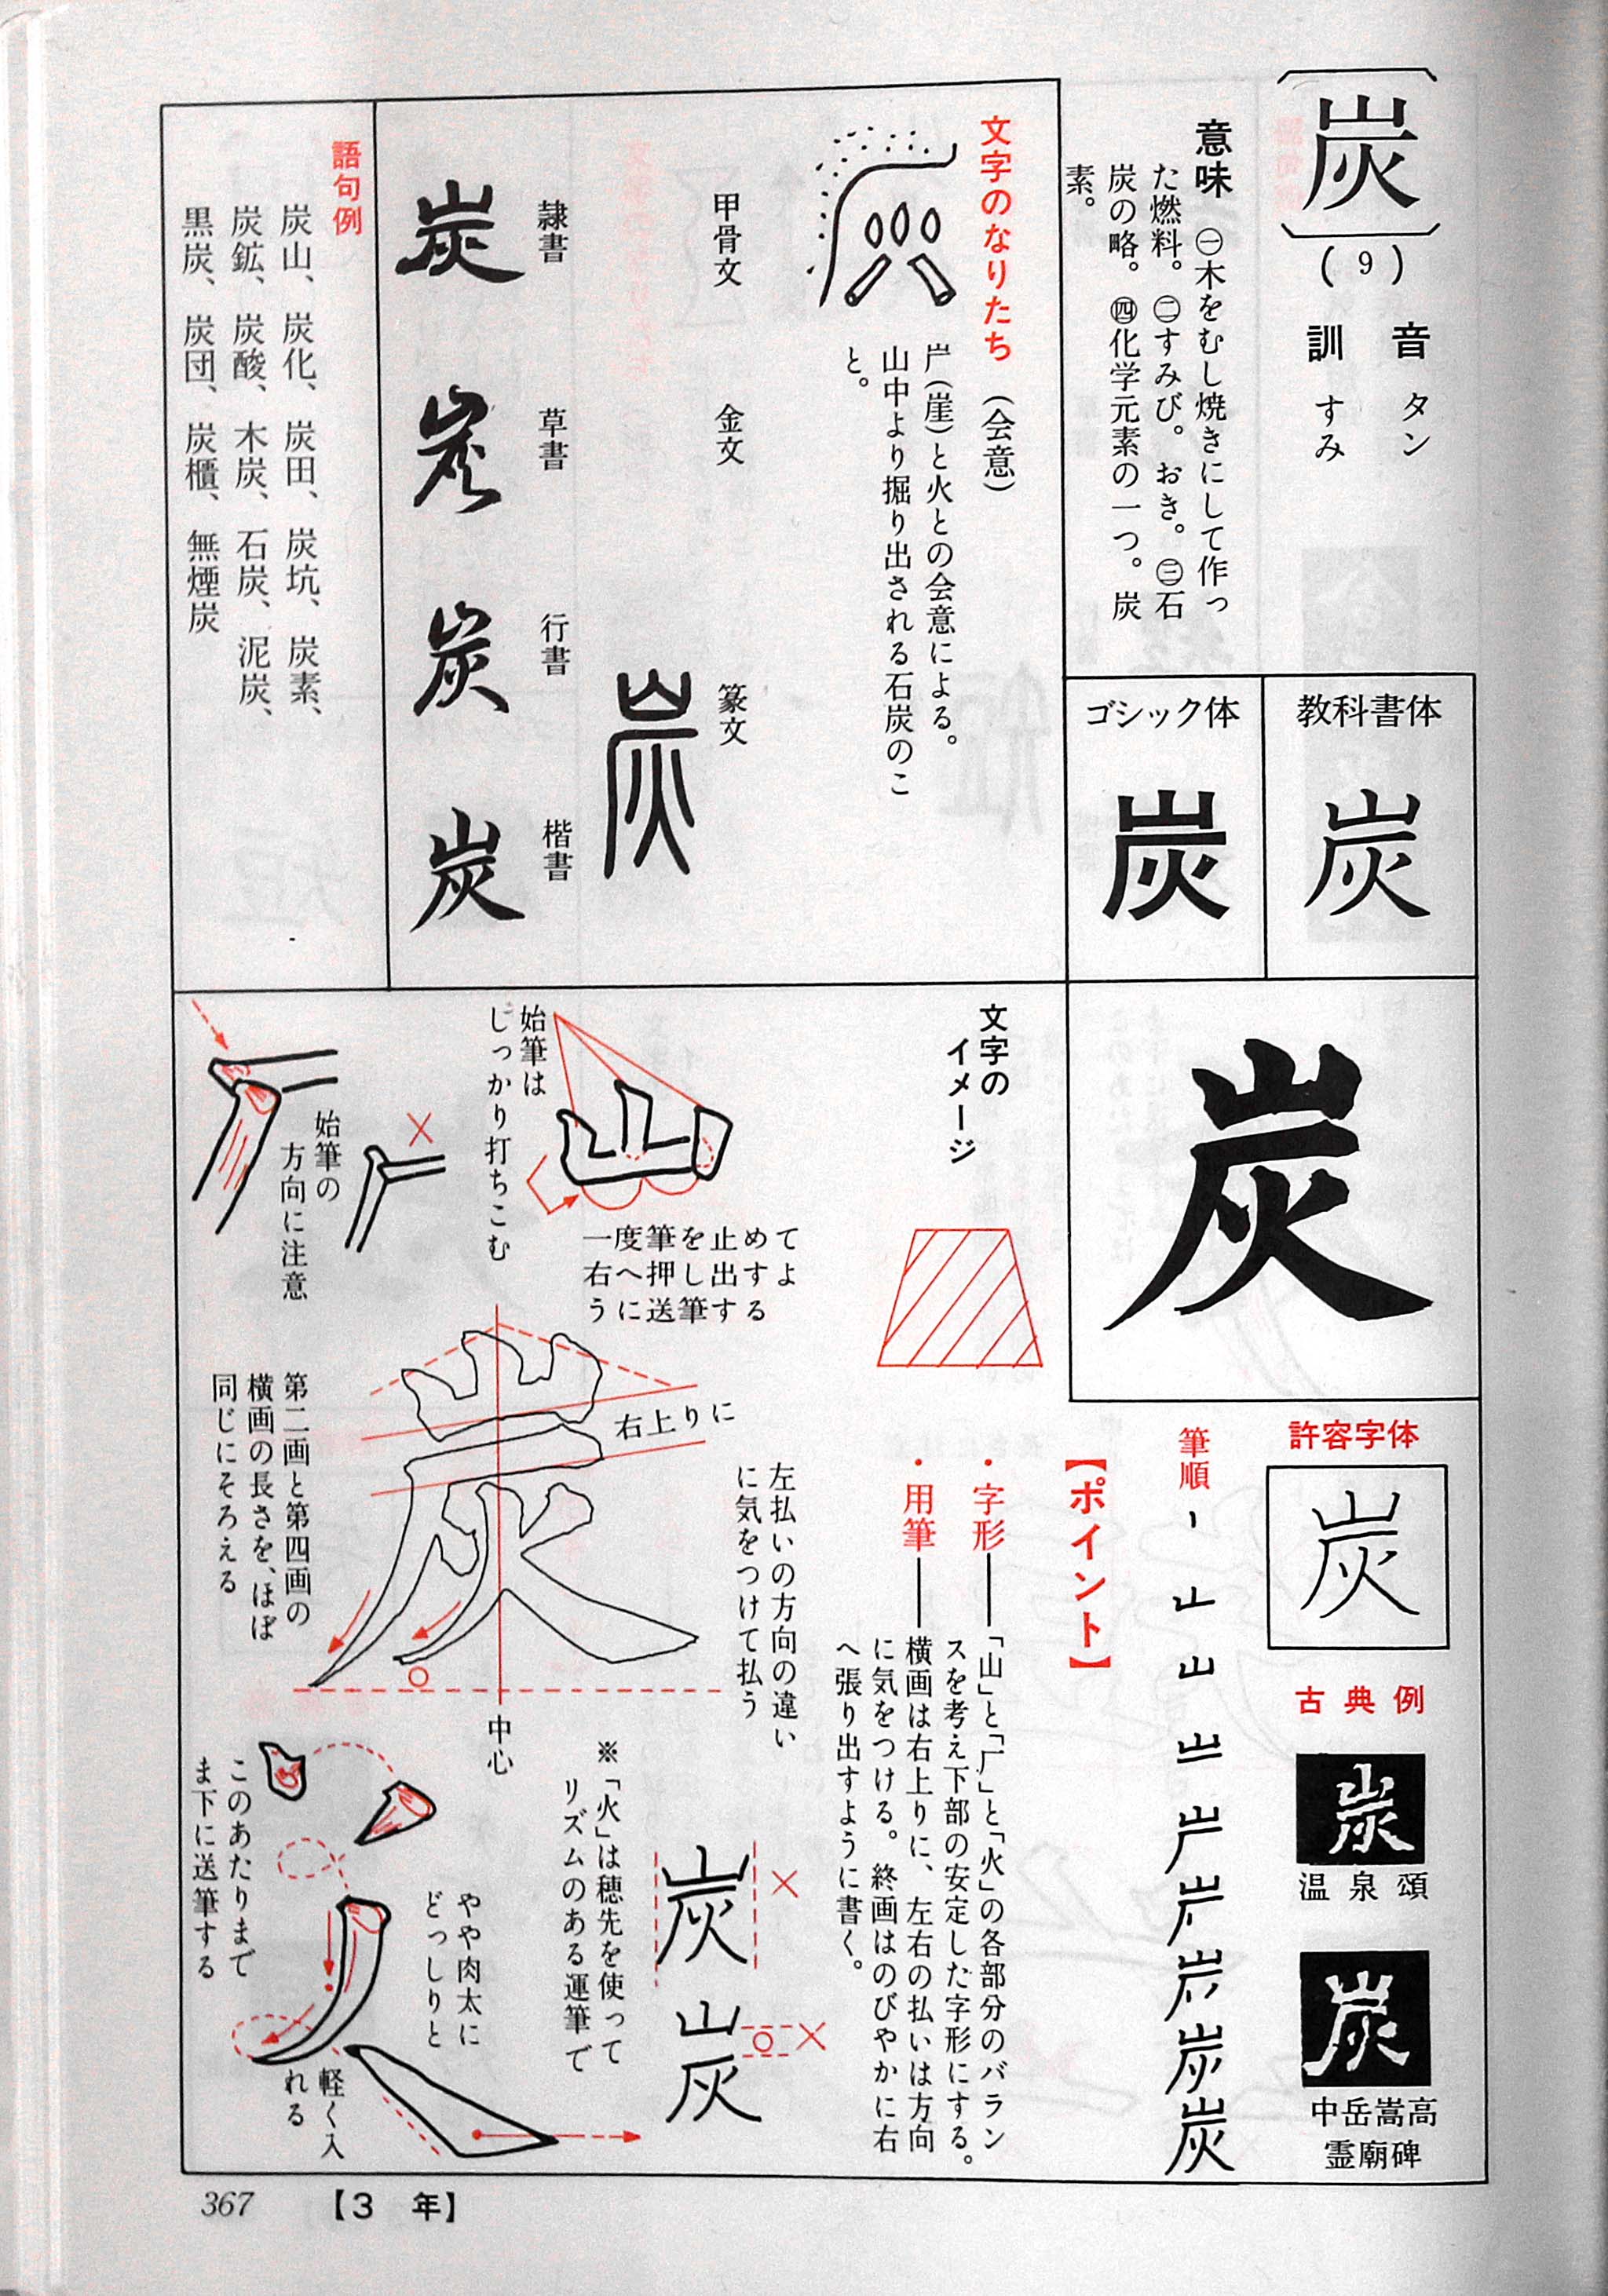 炭
(9)
音 タン
訓 すみ
意味 ㊀木をむし焼きにして作っ
た燃料。㊁すみび。おき。㊂石
炭の略。㊃化学元素の一つ。炭
素。
教科書体
炭
ゴシック体
炭
文字のなりたち(会意)
屵(崖)と火との会意による。
山中より掘り出される石炭のこ
と。
甲骨文 金文 篆文
炭
隷書 草書 行書 楷書
炭 炭 炭 炭
語句例
炭山、炭化、炭田、炭坑、炭素、
炭鉱、炭酸、木炭、石炭、泥炭、
黒炭、炭団、炭櫃、無煙炭
炭
許容字体
炭
古典例
炭
温泉頌
炭
中岳嵩高
霊廟碑
筆順
山
炭
【ポイント】
・字形――「山」と「厂」と「火」の各部分のバラン
スを考え下部の安定した字形にする。
・用筆――横画は右上りに、左右の払いは方向
に気をつける。終画はのびやかに右
へ張り出すように書く。
文字の
イメージ
始筆は
しっかり打ちこむ
一度筆を止めて
右へ押し出すよ
うに送筆する
始筆の
方向に注意
×
右上りに
左払いの方向の違い
に気をつけて払う
第二画と第四画の
横画の長さを、ほぼ
同じにそろえる
中心
※「火」は穂先を使って
リズムのある運筆で
炭 ×
炭 ×
やや肉太に
どっしりと
このあたりまで
ま下に送筆する
軽く入
れる
367 【3 年】